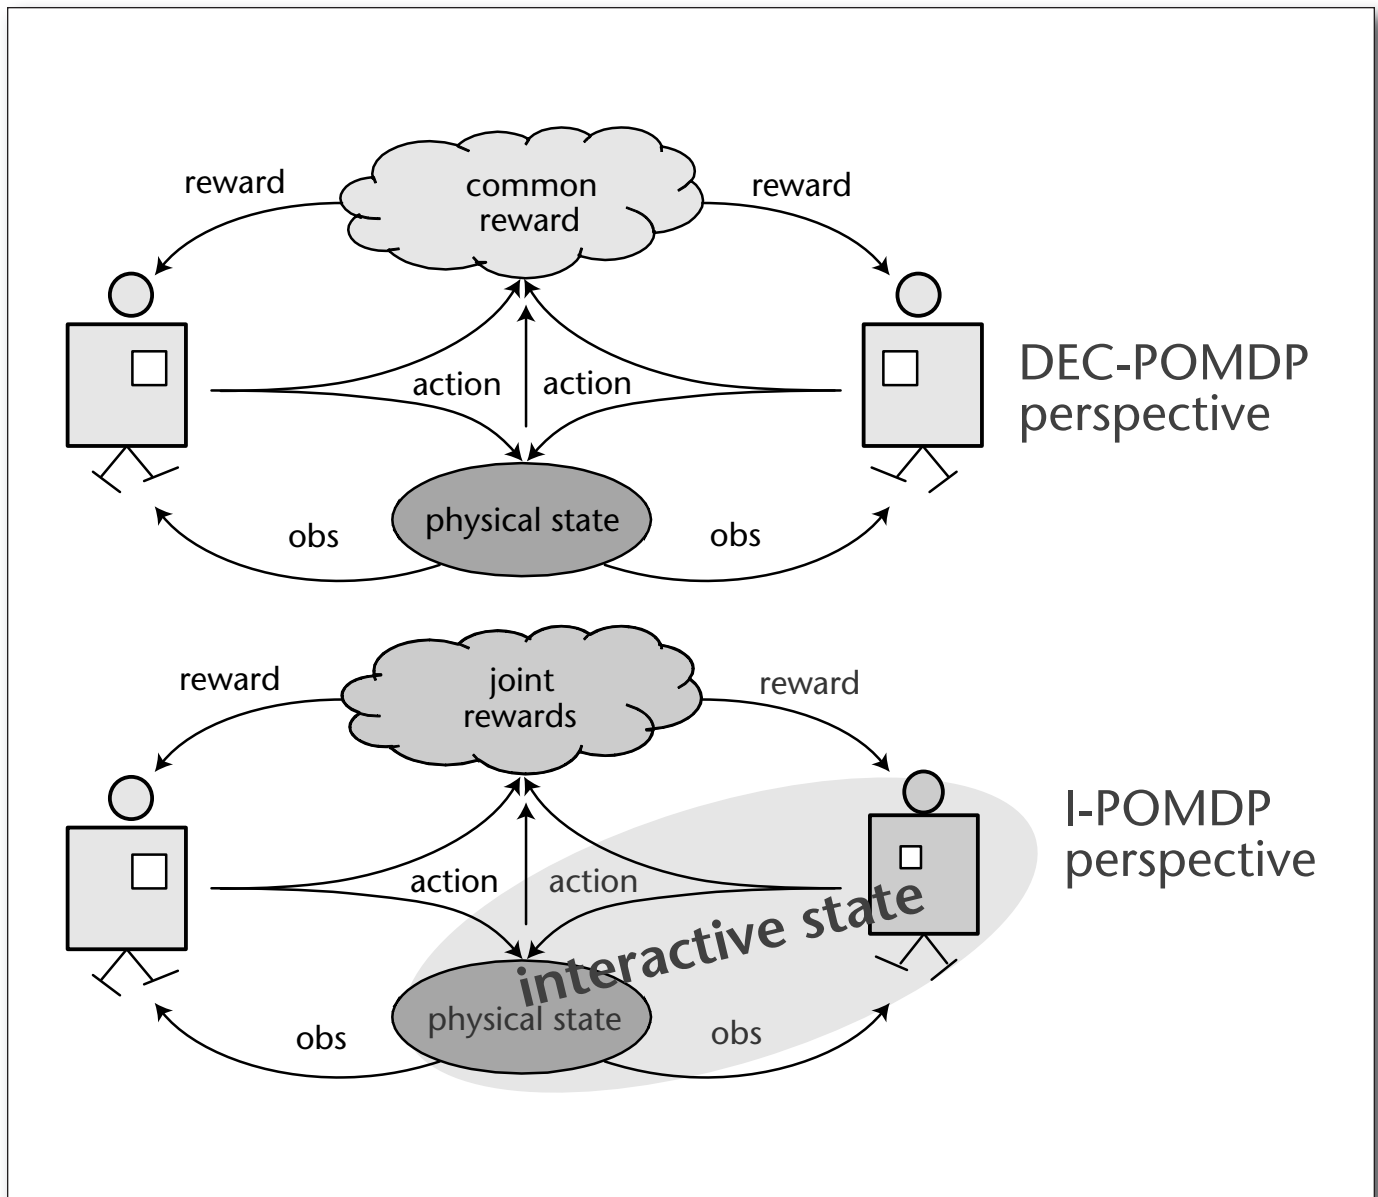 common
reward
reward
reward
action
action
DEC-POMDP
perspective
physical state
obs
obs
joint
rewards
reward
reward
action
action
I-POMDP
perspective
interactive state
physical state
obs
obs